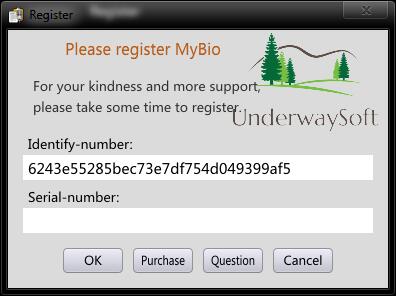 Register
Please register MyBio
For your kindness and more support,
please take some time to register.
UnderwaySoft
Identify-number:
6243e55285bec73e7df754d049399af5
Serial-number:
OK
Purchase
Question
Cancel